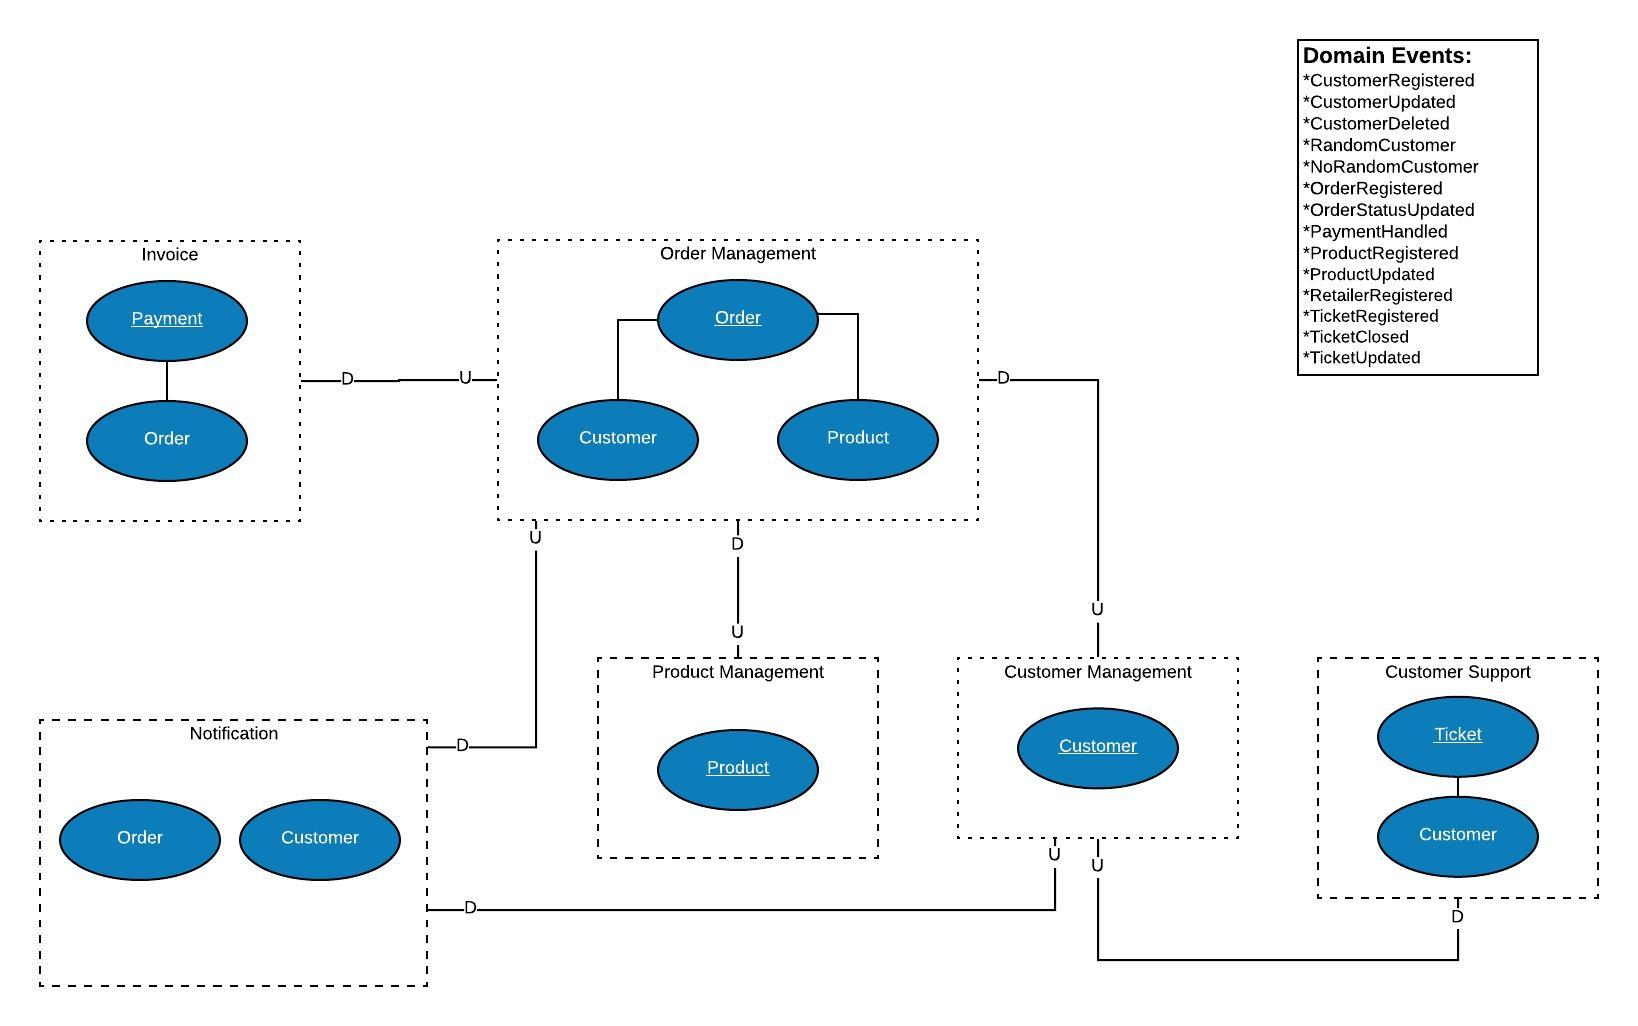 Domain Events:
*CustomerRegistered
*CustomerUpdated
*CustomerDeleted
*RandomCustomer
*NoRandomCustomer
*OrderRegistered
*OrderStatusUpdated
*PaymentHandled
*ProductRegistered
*ProductUpdated
*RetailerRegistered
*TicketRegistered
*TicketClosed
*TicketUpdated
Invoice
Payment
Order
D
U
Order Management
Order
Customer
Product
D
U
U
D
D
U
Product Management
Product
Customer Management
Customer
Customer Support
Ticket
Customer
Notification
Order
Customer
D
U
U
D